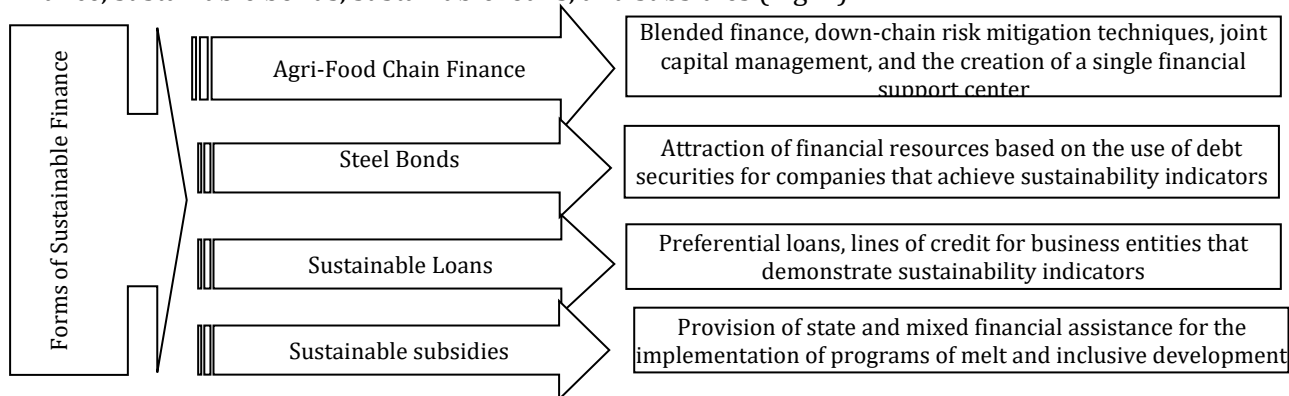 Forms of Sustainable Finance
Agri-Food Chain Finance
Blended finance, down-chain risk mitigation techniques, joint
capital management, and the creation of a single financial
support center
Steel Bonds
Attraction of financial resources based on the use of debt
securities for companies that achieve sustainability indicators
Sustainable Loans
Preferential loans, lines of credit for business entities that
demonstrate sustainability indicators
Sustainable subsidies
Provision of state and mixed financial assistance for the
implementation of programs of melt and inclusive development